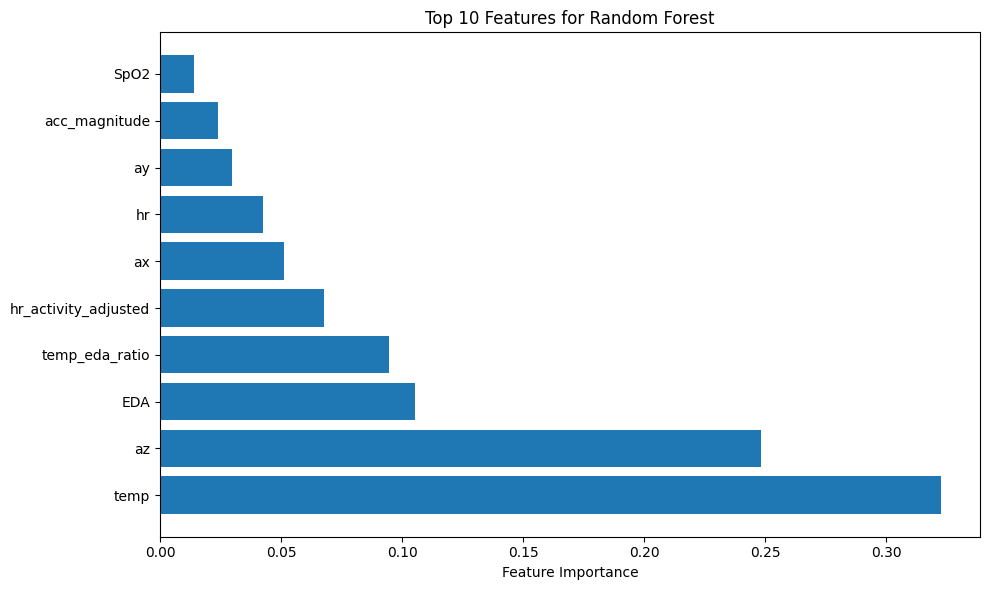 Top 10 Features for Random Forest
SpO2
acc_magnitude
ay
hr
ax
hr_activity_adjusted
temp_eda_ratio
EDA
az
temp
0.00 0.05 0.10 0.15 0.20 0.25 0.30
Feature Importance